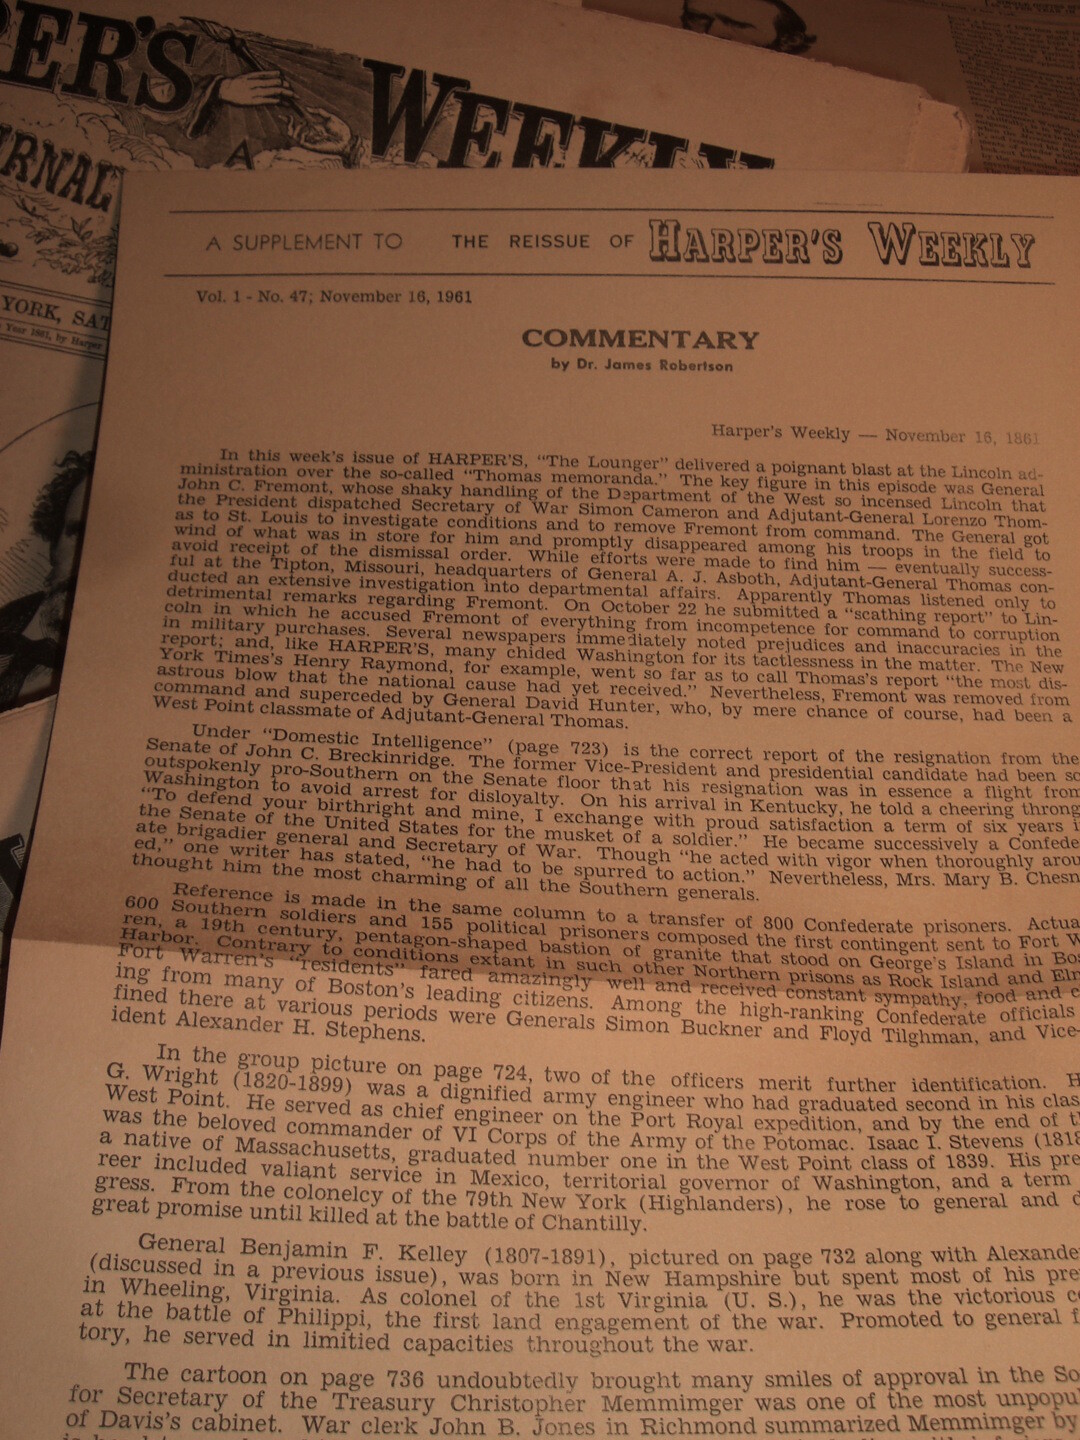 PER'S WEEKLY
A
URNAL
YORK, SAT
Year 1861, by Harper
A SUPPLEMENT TO THE REISSUE OF HARPER'S WEEKLY
Vol. 1 - No. 47; November 16, 1961
COMMENTARY
by Dr. James Robertson
Harper's Weekly — November 16, 1861
In this week's issue of HARPER'S, "The Lounger" delivered a poignant blast at the Lincoln ad-
ministration over the so-called "Thomas memoranda." The key figure in this episode was General
John C. Fremont, whose shaky handling of the Department of the West so incensed Lincoln that
the President dispatched Secretary of War Simon Cameron and Adjutant-General Lorenzo Thom-
as to St. Louis to investigate conditions and to remove Fremont from command. The General got
wind of what was in store for him and promptly disappeared among his troops in the field to
avoid receipt of the dismissal order. While efforts were made to find him — eventually success-
ful at the Tipton, Missouri, headquarters of General A. J. Asboth, Adjutant-General Thomas con-
ducted an extensive investigation into departmental affairs. Apparently Thomas listened only to
detrimental remarks regarding Fremont. On October 22 he submitted a "scathing report" to Lin-
coln in which he accused Fremont of everything from incompetence for command to corruption
in military purchases. Several newspapers immediately noted prejudices and inaccuracies in the
report; and, like HARPER'S, many chided Washington for its tactlessness in the matter. The New
York Times's Henry Raymond, for example, went so far as to call Thomas's report "the most dis-
astrous blow that the national cause had yet received." Nevertheless, Fremont was removed from
command and superceded by General David Hunter, who, by mere chance of course, had been a
West Point classmate of Adjutant-General Thomas.
Under "Domestic Intelligence" (page 723) is the correct report of the resignation from the
Senate of John C. Breckinridge. The former Vice-President and presidential candidate had been so
outspokenly pro-Southern on the Senate floor that his resignation was in essence a flight from
Washington to avoid arrest for disloyalty. On his arrival in Kentucky, he told a cheering throng
"To defend your birthright and mine, I exchange with proud satisfaction a term of six years i
the Senate of the United States for the musket of a soldier." He became successively a Confede
ate brigadier general and Secretary of War. Though "he acted with vigor when thoroughly arou
ed," one writer has stated, "he had to be spurred to action." Nevertheless, Mrs. Mary B. Chesn
thought him the most charming of all the Southern generals.
Reference is made in the same column to a transfer of 800 Confederate prisoners. Actua
600 Southern soldiers and 155 political prisoners composed the first contingent sent to Fort W
ren, a 19th century, pentagon-shaped bastion of granite that stood on George's Island in Bos
Harbor. Contrary to conditions extant in such other Northern prisons as Rock Island and Elm
Fort Warren's "residents" fared amazingly well and received constant sympathy, food and c
ing from many of Boston's leading citizens. Among the high-ranking Confederate officials
fined there at various periods were Generals Simon Buckner and Floyd Tilghman, and Vice-
ident Alexander H. Stephens.
In the group picture on page 724, two of the officers merit further identification. H
G. Wright (1820-1899) was a dignified army engineer who had graduated second in his clas
West Point. He served as chief engineer on the Port Royal expedition, and by the end of t
was the beloved commander of VI Corps of the Army of the Potomac. Isaac I. Stevens (1818
a native of Massachusetts, graduated number one in the West Point class of 1839. His pre
reer included valiant service in Mexico, territorial governor of Washington, and a term
gress. From the colonelcy of the 79th New York (Highlanders), he rose to general and d
great promise until killed at the battle of Chantilly.
General Benjamin F. Kelley (1807-1891), pictured on page 732 along with Alexande
(discussed in a previous issue), was born in New Hampshire but spent most of his pre
in Wheeling, Virginia. As colonel of the 1st Virginia (U. S.), he was the victorious c
at the battle of Philippi, the first land engagement of the war. Promoted to general f
tory, he served in limitied capacities throughout the war.
The cartoon on page 736 undoubtedly brought many smiles of approval in the So
for Secretary of the Treasury Christopher Memmimger was one of the most unpopu
of Davis's cabinet. War clerk John B. Jones in Richmond summarized Memmimger by